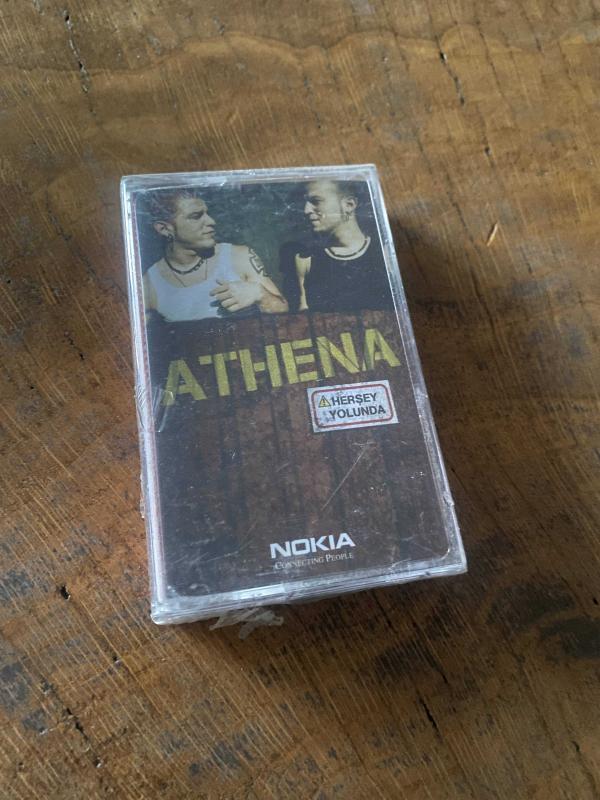 ATHENA
HERŞEY
YOLUNDA
NOKIA
CONNECTING PEOPLE